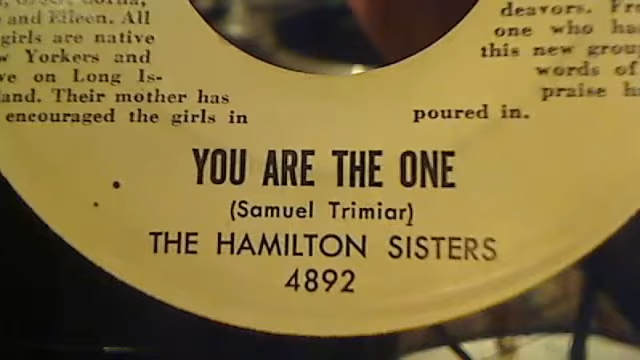 and Eileen. All
girls are native
Yorkers and
on Long Is-
land. Their mother has
encouraged the girls in
deavors.
one who
this new
words of
praise
poured in.
YOU ARE THE ONE
(Samuel Trimiar)
THE HAMILTON SISTERS
4892